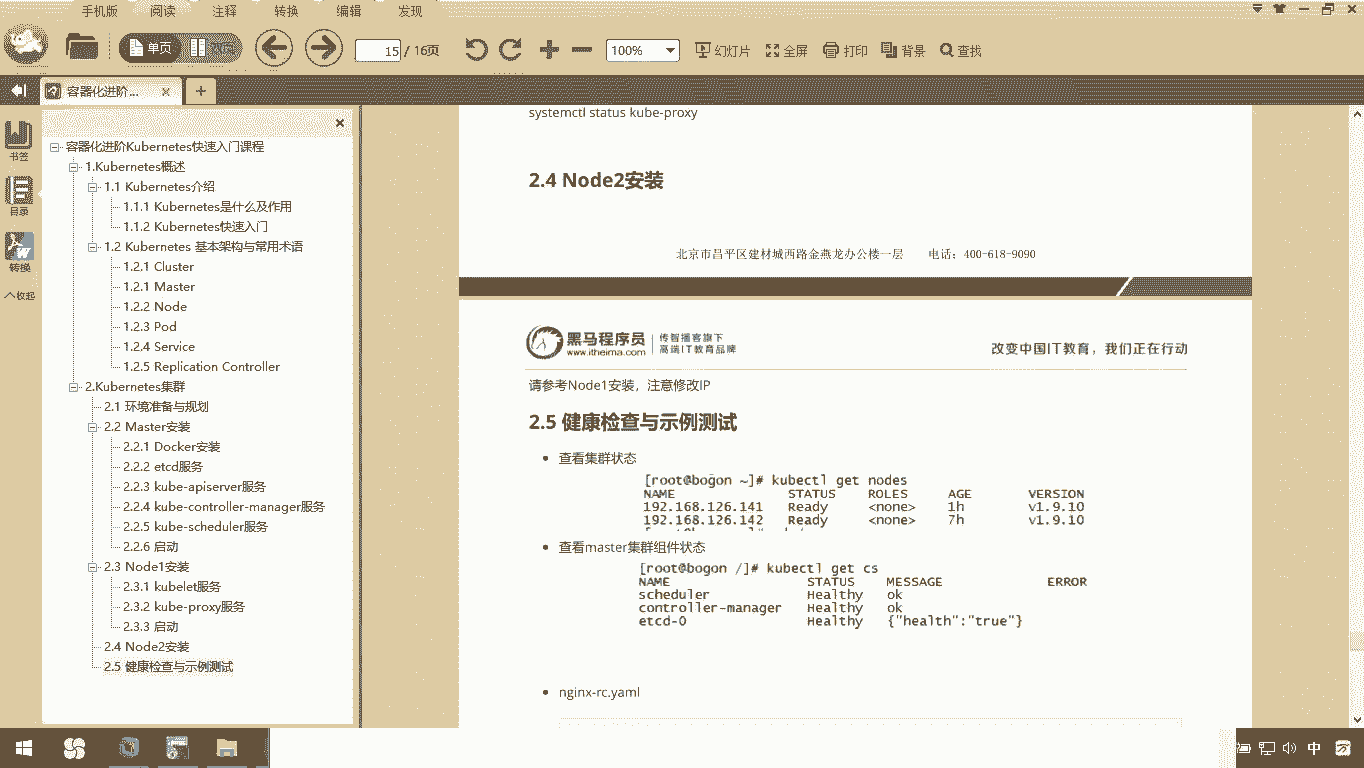 手机版 阅读 注释 转换 编辑 发现
单页 双页 15 / 16页 100% 幻灯片 全屏 打印 背景 查找
容器化进阶...
书签
目录
转换
收起
容器化进阶Kubernetes快速入门课程
1.Kubernetes概述
1.1 Kubernetes介绍
1.1.1 Kubernetes是什么及作用
1.1.2 Kubernetes快速入门
1.2 Kubernetes 基本架构与常用术语
1.2.1 Cluster
1.2.1 Master
1.2.2 Node
1.2.3 Pod
1.2.4 Service
1.2.5 Replication Controller
2.Kubernetes集群
2.1 环境准备与规划
2.2 Master安装
2.2.1 Docker安装
2.2.2 etcd服务
2.2.3 kube-apiserver服务
2.2.4 kube-controller-manager服务
2.2.5 kube-scheduler服务
2.2.6 启动
2.3 Node1安装
2.3.1 kubelet服务
2.3.2 kube-proxy服务
2.3.3 启动
2.4 Node2安装
2.5 健康检查与示例测试
systemctl status kube-proxy
2.4 Node2安装
北京市昌平区建材城西路金燕龙办公楼一层 电话：400-618-9090
黑马程序员
www.itheima.com
传智播客旗下
高端IT教育品牌
改变中国IT教育，我们正在行动
请参考Node1安装，注意修改IP
2.5 健康检查与示例测试
查看集群状态
[root@bogon ~]# kubectl get nodes
NAME STATUS ROLES AGE VERSION
192.168.126.141 Ready <none> 1h v1.9.10
192.168.126.142 Ready <none> 7h v1.9.10
查看master集群组件状态
[root@bogon /]# kubectl get cs
NAME STATUS MESSAGE ERROR
scheduler Healthy ok
controller-manager Healthy ok
etcd-0 Healthy {"health":"true"}
nginx-rc.yaml
中